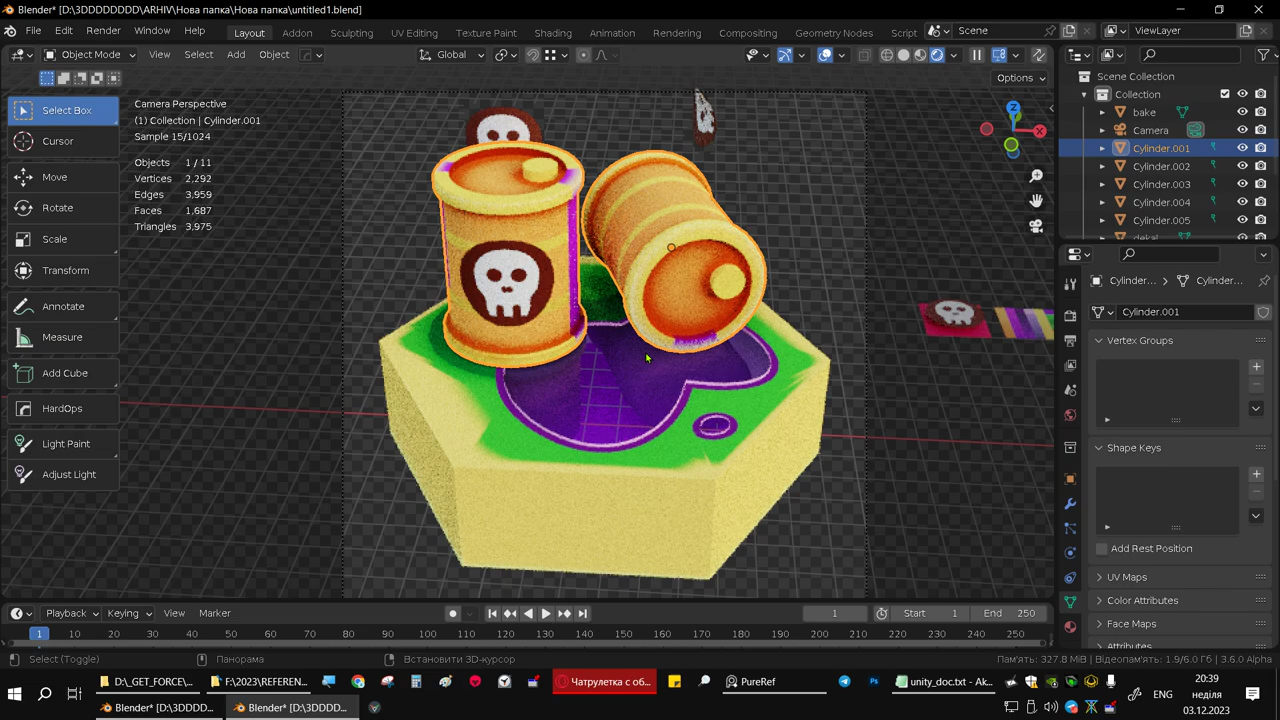 Blender* [D:\3DDDDDDDD\ARHIV\Нова папка\Нова папка\untitled1.blend]
File Edit Render Window Help Layout Addon Sculpting UV Editing Texture Paint Shading Animation Rendering Compositing Geometry Nodes Script Scene ViewLayer
Object Mode View Select Add Object Global
Options
Select Box
Cursor
Move
Rotate
Scale
Transform
Annotate
Measure
Add Cube
HardOps
Light Paint
Adjust Light
Camera Perspective
(1) Collection | Cylinder.001
Sample 15/1024
Objects 1 / 11
Vertices 2,292
Edges 3,959
Faces 1,687
Triangles 3,975
Z
X
Scene Collection
Collection
bake
Camera
Cylinder.001
Cylinder.002
Cylinder.003
Cylinder.004
Cylinder.005
dekal
Cylinder... Cylinder...
Cylinder.001
Vertex Groups
Shape Keys
Add Rest Position
UV Maps
Color Attributes
Face Maps
Attributes
Playback Keying View Marker 1 Start 1 End 250
1 10 20 30 40 50 60 70 80 90 100 110 120 130 140 150 160 170 180 190 200 210 220 230 240 250
Select (Toggle) Панорама Встановити 3D-курсор Пам'ять: 327.8 МіБ | Відеопам'ять: 1.9/6.0 Гб | 3.6.0 Alpha
D:\_GET_FORCE\... F:\2023\REFEREN... Чатрулетка с об... PureRef unity_doc.txt - Ak... ENG 20:39 неділя 03.12.2023
Blender* [D:\3DDDD... Blender* [D:\3DDDD...